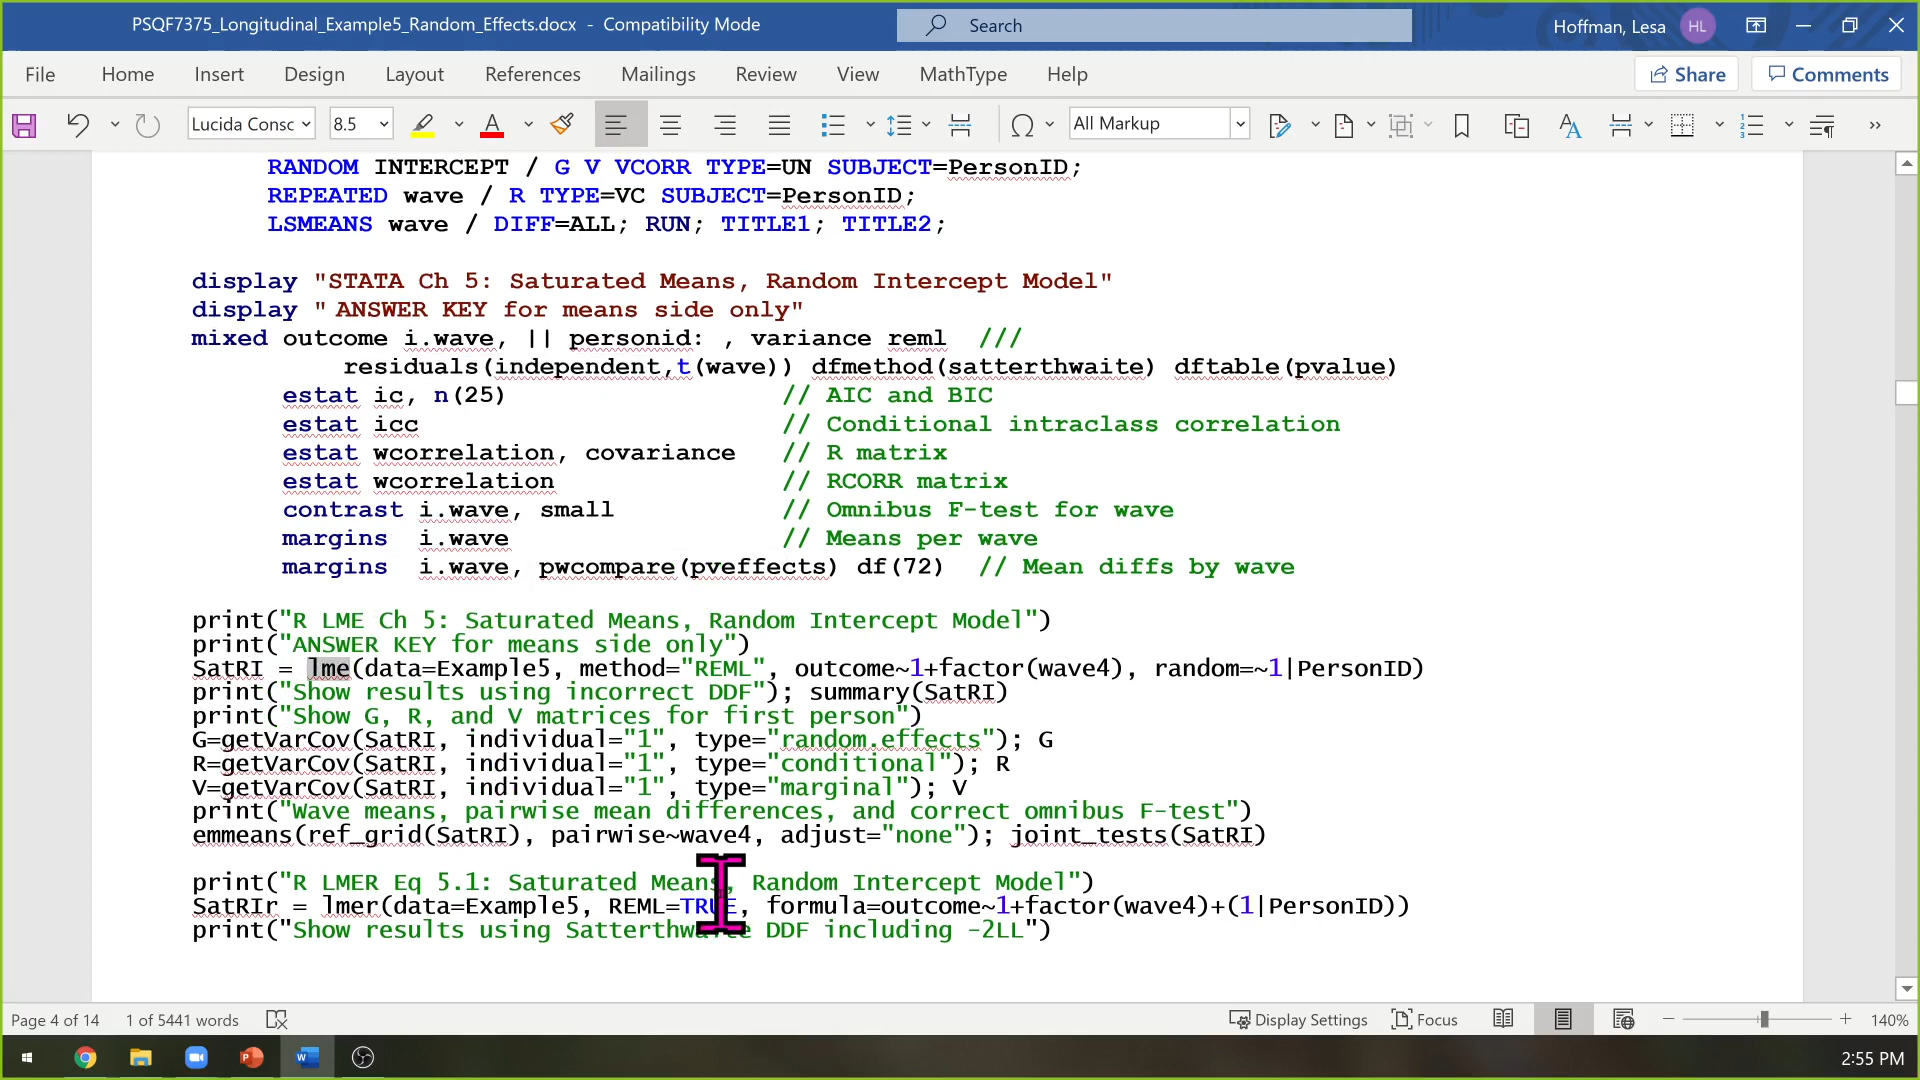 PSQF7375_Longitudinal_Example5_Random_Effects.docx - Compatibility Mode
Search
Hoffman, Lesa
HL
File Home Insert Design Layout References Mailings Review View MathType Help
Share
Comments
Lucida Consc
8.5
All Markup
RANDOM INTERCEPT / G V VCORR TYPE=UN SUBJECT=PersonID;
REPEATED wave / R TYPE=VC SUBJECT=PersonID;
LSMEANS wave / DIFF=ALL; RUN; TITLE1; TITLE2;
display "STATA Ch 5: Saturated Means, Random Intercept Model"
display " ANSWER KEY for means side only"
mixed outcome i.wave, || personid: , variance reml ///
residuals(independent,t(wave)) dfmethod(satterthwaite) dftable(pvalue)
estat ic, n(25) // AIC and BIC
estat icc // Conditional intraclass correlation
estat wcorrelation, covariance // R matrix
estat wcorrelation // RCORR matrix
contrast i.wave, small // Omnibus F-test for wave
margins i.wave // Means per wave
margins i.wave, pwcompare(pveffects) df(72) // Mean diffs by wave
print("R LME Ch 5: Saturated Means, Random Intercept Model")
print("ANSWER KEY for means side only")
SatRI = lme(data=Example5, method="REML", outcome~1+factor(wave4), random=~1|PersonID)
print("Show results using incorrect DDF"); summary(SatRI)
print("Show G, R, and V matrices for first person")
G=getVarCov(SatRI, individual="1", type="random.effects"); G
R=getVarCov(SatRI, individual="1", type="conditional"); R
V=getVarCov(SatRI, individual="1", type="marginal"); V
print("Wave means, pairwise mean differences, and correct omnibus F-test")
emmeans(ref_grid(SatRI), pairwise~wave4, adjust="none"); joint_tests(SatRI)
print("R LMER Eq 5.1: Saturated Means, Random Intercept Model")
SatRIr = lmer(data=Example5, REML=TRUE, formula=outcome~1+factor(wave4)+(1|PersonID))
print("Show results using Satterthwaite DDF including -2LL")
Page 4 of 14
1 of 5441 words
Display Settings
Focus
140%
2:55 PM